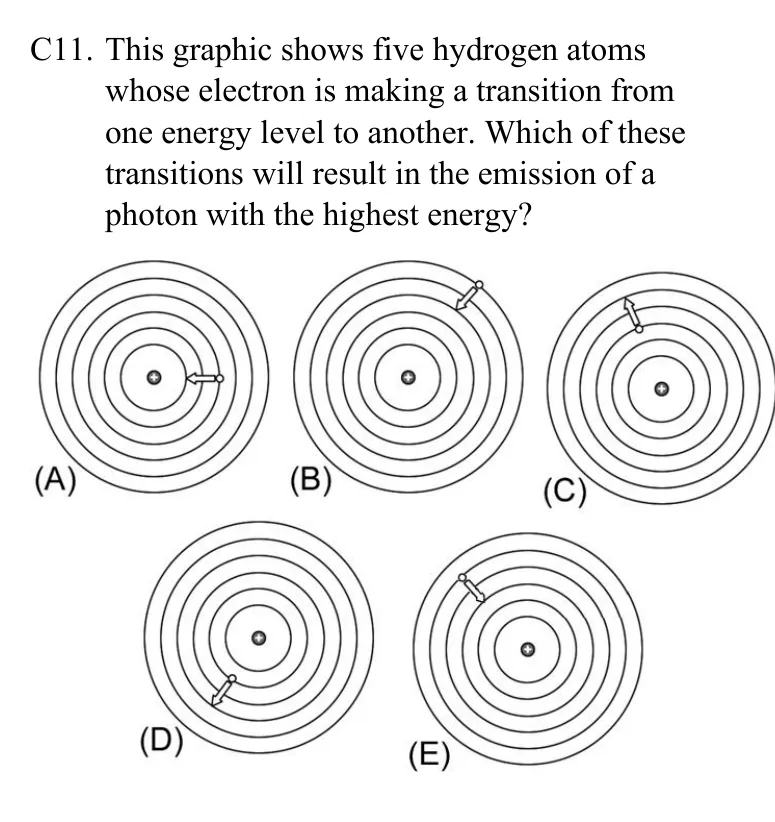 C11. This graphic shows five hydrogen atoms
whose electron is making a transition from
one energy level to another. Which of these
transitions will result in the emission of a
photon with the highest energy?
+ + +
(A) (B) (C)
+ +
(D) (E)